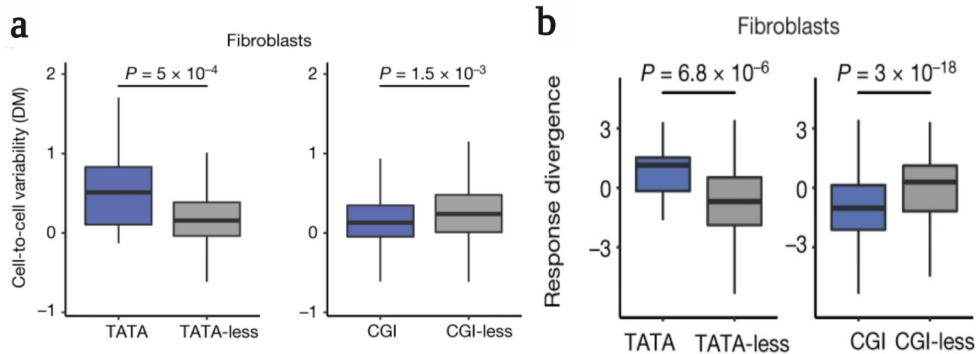 a
Fibroblasts
P = 5 × 10⁻⁴
P = 1.5 × 10⁻³
Cell-to-cell variability (DM)
2
1
0
−1
2
1
0
−1
TATA
TATA-less
CGI
CGI-less
b
Fibroblasts
P = 6.8 × 10⁻⁶
P = 3 × 10⁻¹⁸
Response divergence
3
0
−3
3
0
−3
TATA
TATA-less
CGI
CGI-less